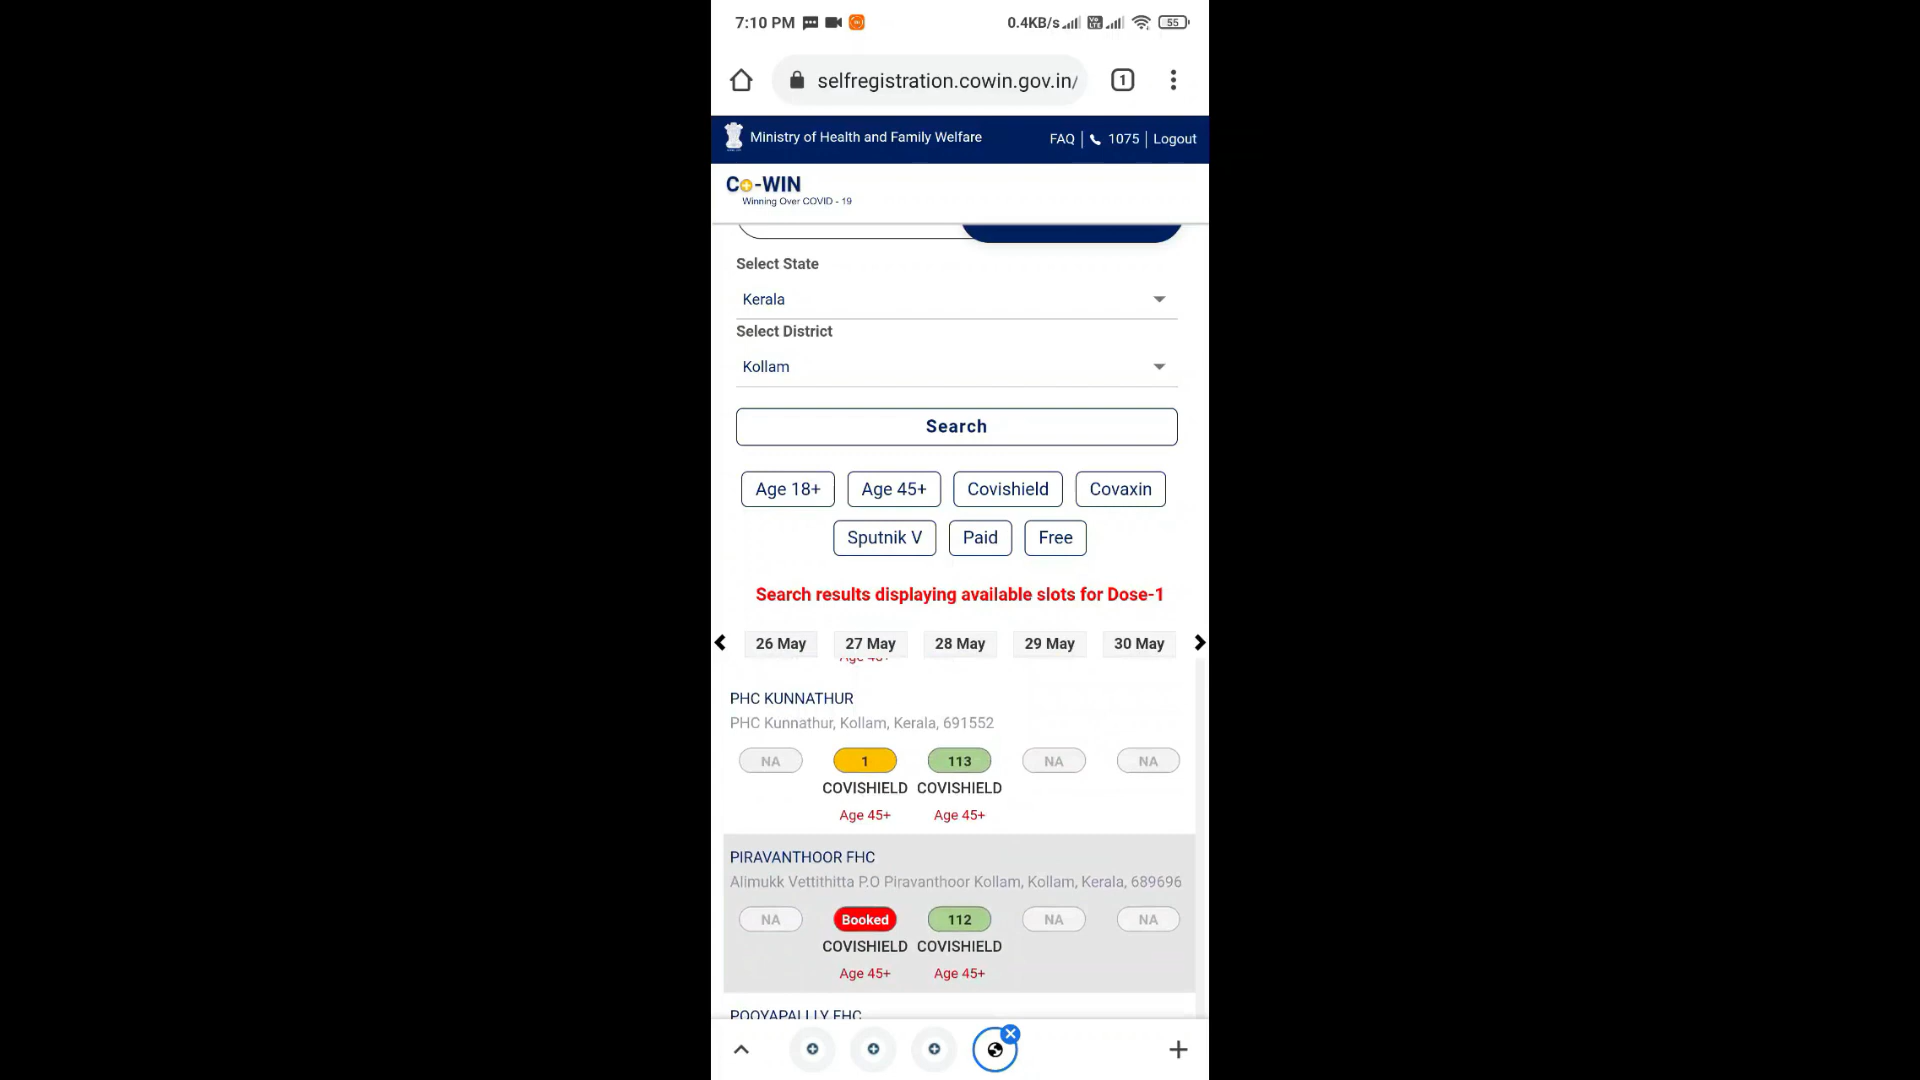 7:10 PM 0.4KB/s Vo LTE 55
selfregistration.cowin.gov.in/ 1
Ministry of Health and Family Welfare FAQ | 1075 | Logout
Co-WIN
Winning Over COVID - 19
Select State
Kerala
Select District
Kollam
Search
Age 18+ Age 45+ Covishield Covaxin
Sputnik V Paid Free
Search results displaying available slots for Dose-1
26 May 27 May 28 May 29 May 30 May
PHC KUNNATHUR
PHC Kunnathur, Kollam, Kerala, 691552
NA 1 113 NA NA
COVISHIELD COVISHIELD
Age 45+ Age 45+
PIRAVANTHOOR FHC
Alimukk Vettithitta P.O Piravanthoor Kollam, Kollam, Kerala, 689696
NA Booked 112 NA NA
COVISHIELD COVISHIELD
Age 45+ Age 45+
POOYAPALLLY FHC